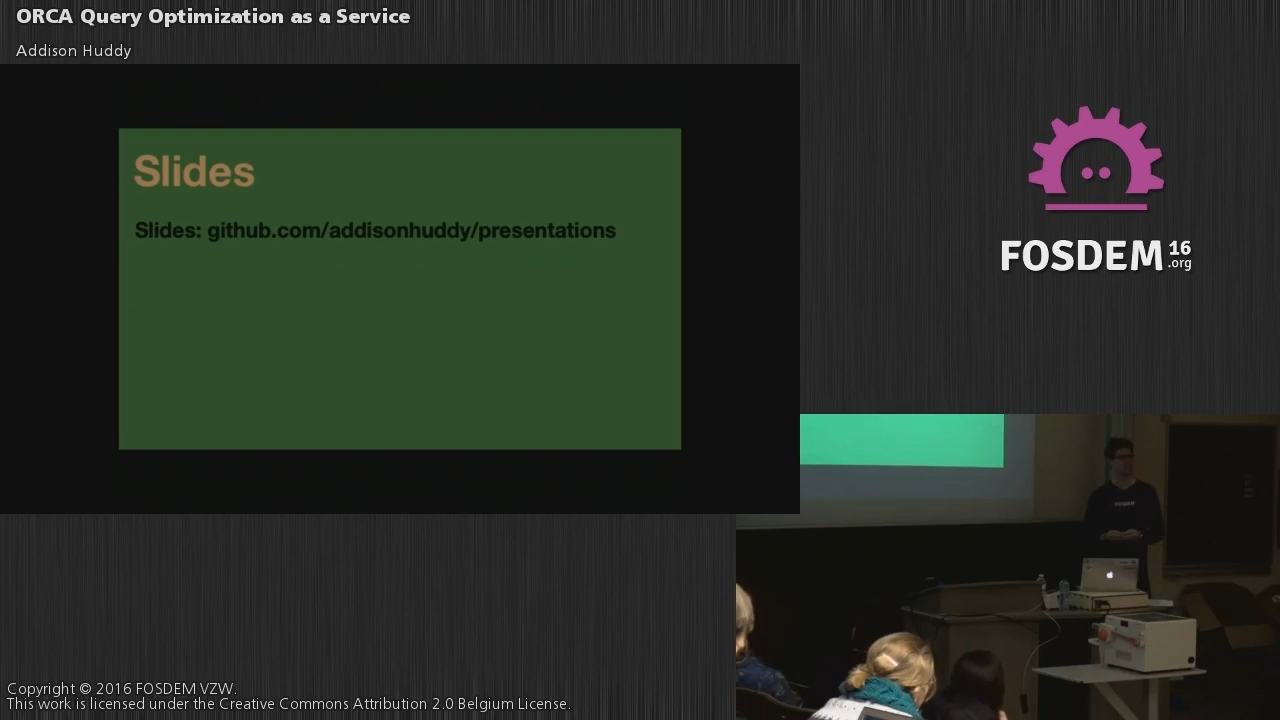 ORCA Query Optimization as a Service
Addison Huddy
Slides
Slides: github.com/addisonhuddy/presentations
FOSDEM 16 .org
Copyright © 2016 FOSDEM VZW.
This work is licensed under the Creative Commons Attribution 2.0 Belgium License.